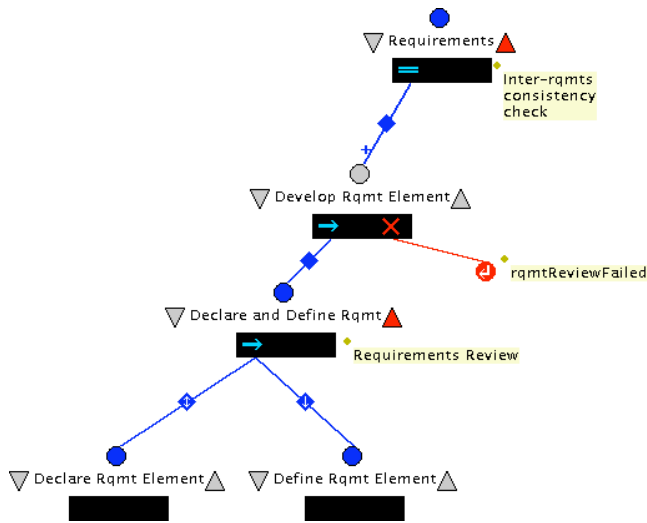 Requirements
Inter-rqmts
consistency
check
+
Develop Rqmt Element
rqmtReviewFailed
Declare and Define Rqmt
Requirements Review
Declare Rqmt Element
Define Rqmt Element